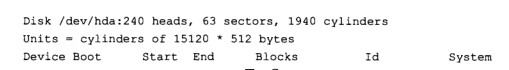 Disk /dev/hda:240 heads, 63 sectors, 1940 cylinders
Units = cylinders of 15120 * 512 bytes
Device Boot Start End Blocks Id System